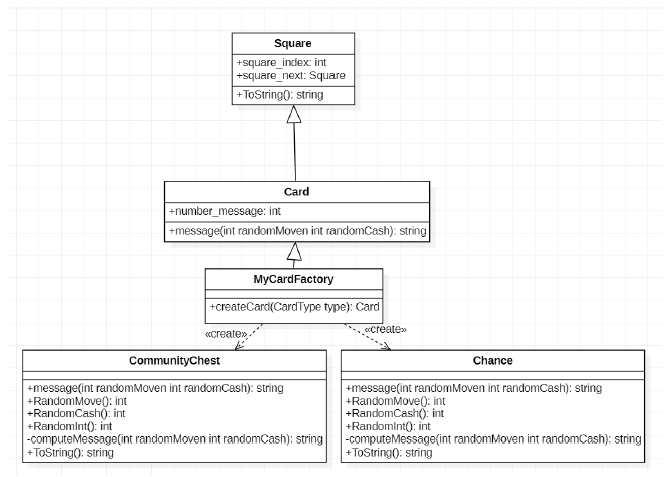 Square
+square_index: int
+square_next: Square
+ToString(): string
Card
+number_message: int
+message(int randomMoven int randomCash): string
MyCardFactory
+createCard(CardType type): Card
«create»
«create»
CommunityChest
+message(int randomMoven int randomCash): string
+RandomMove(): int
+RandomCash(): int
+RandomInt(): int
-computeMessage(int randomMoven int randomCash): string
+ToString(): string
Chance
+message(int randomMoven int randomCash): string
+RandomMove(): int
+RandomCash(): int
+RandomInt(): int
-computeMessage(int randomMoven int randomCash): string
+ToString(): string